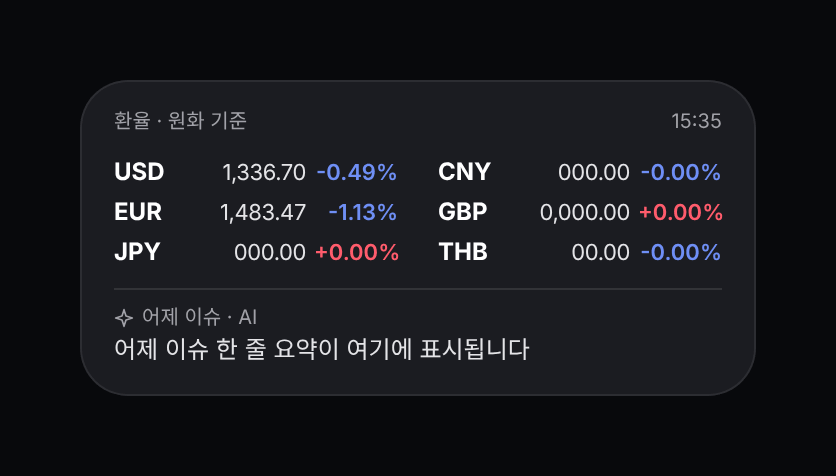 환율 · 원화 기준 15:35
USD 1,336.70 -0.49% CNY 000.00 -0.00%
EUR 1,483.47 -1.13% GBP 0,000.00 +0.00%
JPY 000.00 +0.00% THB 00.00 -0.00%
어제 이슈 · AI
어제 이슈 한 줄 요약이 여기에 표시됩니다